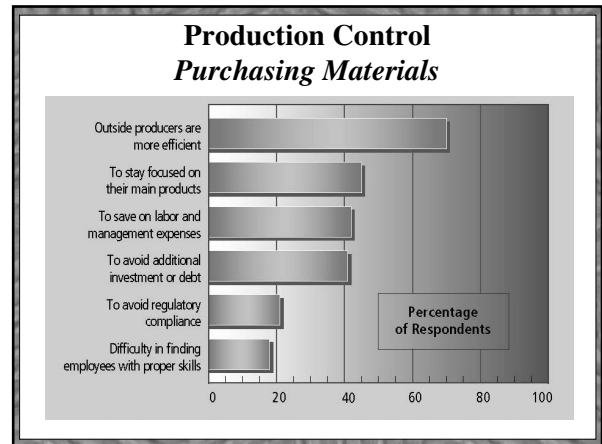 Production Control
Purchasing Materials
Outside producers are
more efficient
To stay focused on
their main products
To save on labor and
management expenses
To avoid additional
investment or debt
To avoid regulatory
compliance
Difficulty in finding
employees with proper skills
Percentage
of Respondents
0 20 40 60 80 100